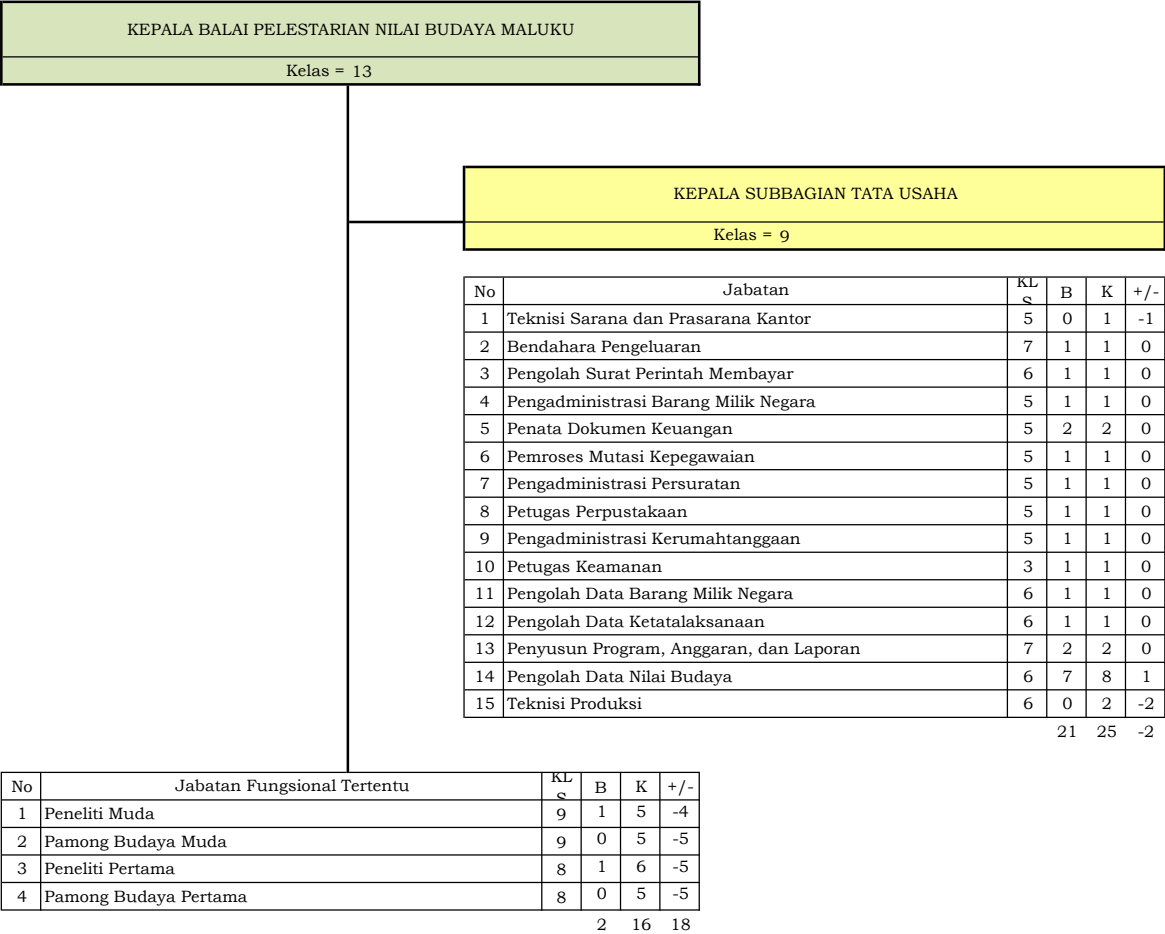 KEPALA BALAI PELESTARIAN NILAI BUDAYA MALUKU
Kelas = 13
KEPALA SUBBAGIAN TATA USAHA
Kelas = 9
No Jabatan KLS B K +/-
1 Teknisi Sarana dan Prasarana Kantor 5 0 1 -1
2 Bendahara Pengeluaran 7 1 1 0
3 Pengolah Surat Perintah Membayar 6 1 1 0
4 Pengadministrasi Barang Milik Negara 5 1 1 0
5 Penata Dokumen Keuangan 5 2 2 0
6 Pemroses Mutasi Kepegawaian 5 1 1 0
7 Pengadministrasi Persuratan 5 1 1 0
8 Petugas Perpustakaan 5 1 1 0
9 Pengadministrasi Kerumahtanggaan 5 1 1 0
10 Petugas Keamanan 3 1 1 0
11 Pengolah Data Barang Milik Negara 6 1 1 0
12 Pengolah Data Ketatalaksanaan 6 1 1 0
13 Penyusun Program, Anggaran, dan Laporan 7 2 2 0
14 Pengolah Data Nilai Budaya 6 7 8 1
15 Teknisi Produksi 6 0 2 -2
21 25 -2
No Jabatan Fungsional Tertentu KLS B K +/-
1 Peneliti Muda 9 1 5 -4
2 Pamong Budaya Muda 9 0 5 -5
3 Peneliti Pertama 8 1 6 -5
4 Pamong Budaya Pertama 8 0 5 -5
2 16 18